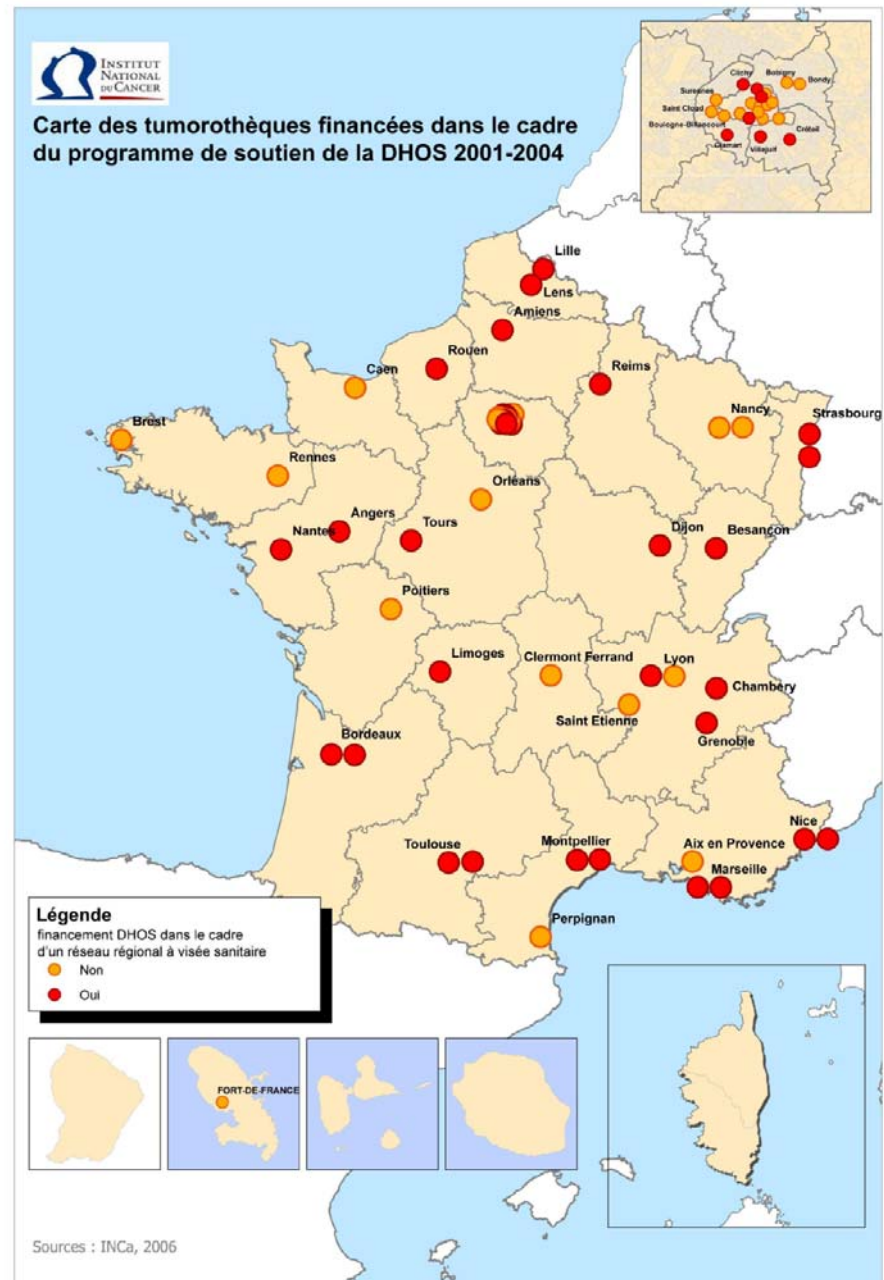 INSTITUT
NATIONAL
DU CANCER
Carte des tumorothèques financées dans le cadre
du programme de soutien de la DHOS 2001-2004
Clichy
Bobigny
Bondy
Suresnes
Saint Cloud
Boulogne-Billancourt
Clamart
Villejuif
Créteil
Lille
Lens
Amiens
Rouen
Reims
Caen
Nancy
Strasbourg
Brest
Rennes
Orléans
Angers
Nantes
Tours
Dijon
Besançon
Poitiers
Limoges
Clermont Ferrand
Lyon
Chambéry
Saint Etienne
Grenoble
Bordeaux
Nice
Toulouse
Montpellier
Aix en Provence
Marseille
Perpignan
Légende
financement DHOS dans le cadre
d'un réseau régional à visée sanitaire
Non
Oui
FORT-DE-FRANCE
Sources : INCa, 2006